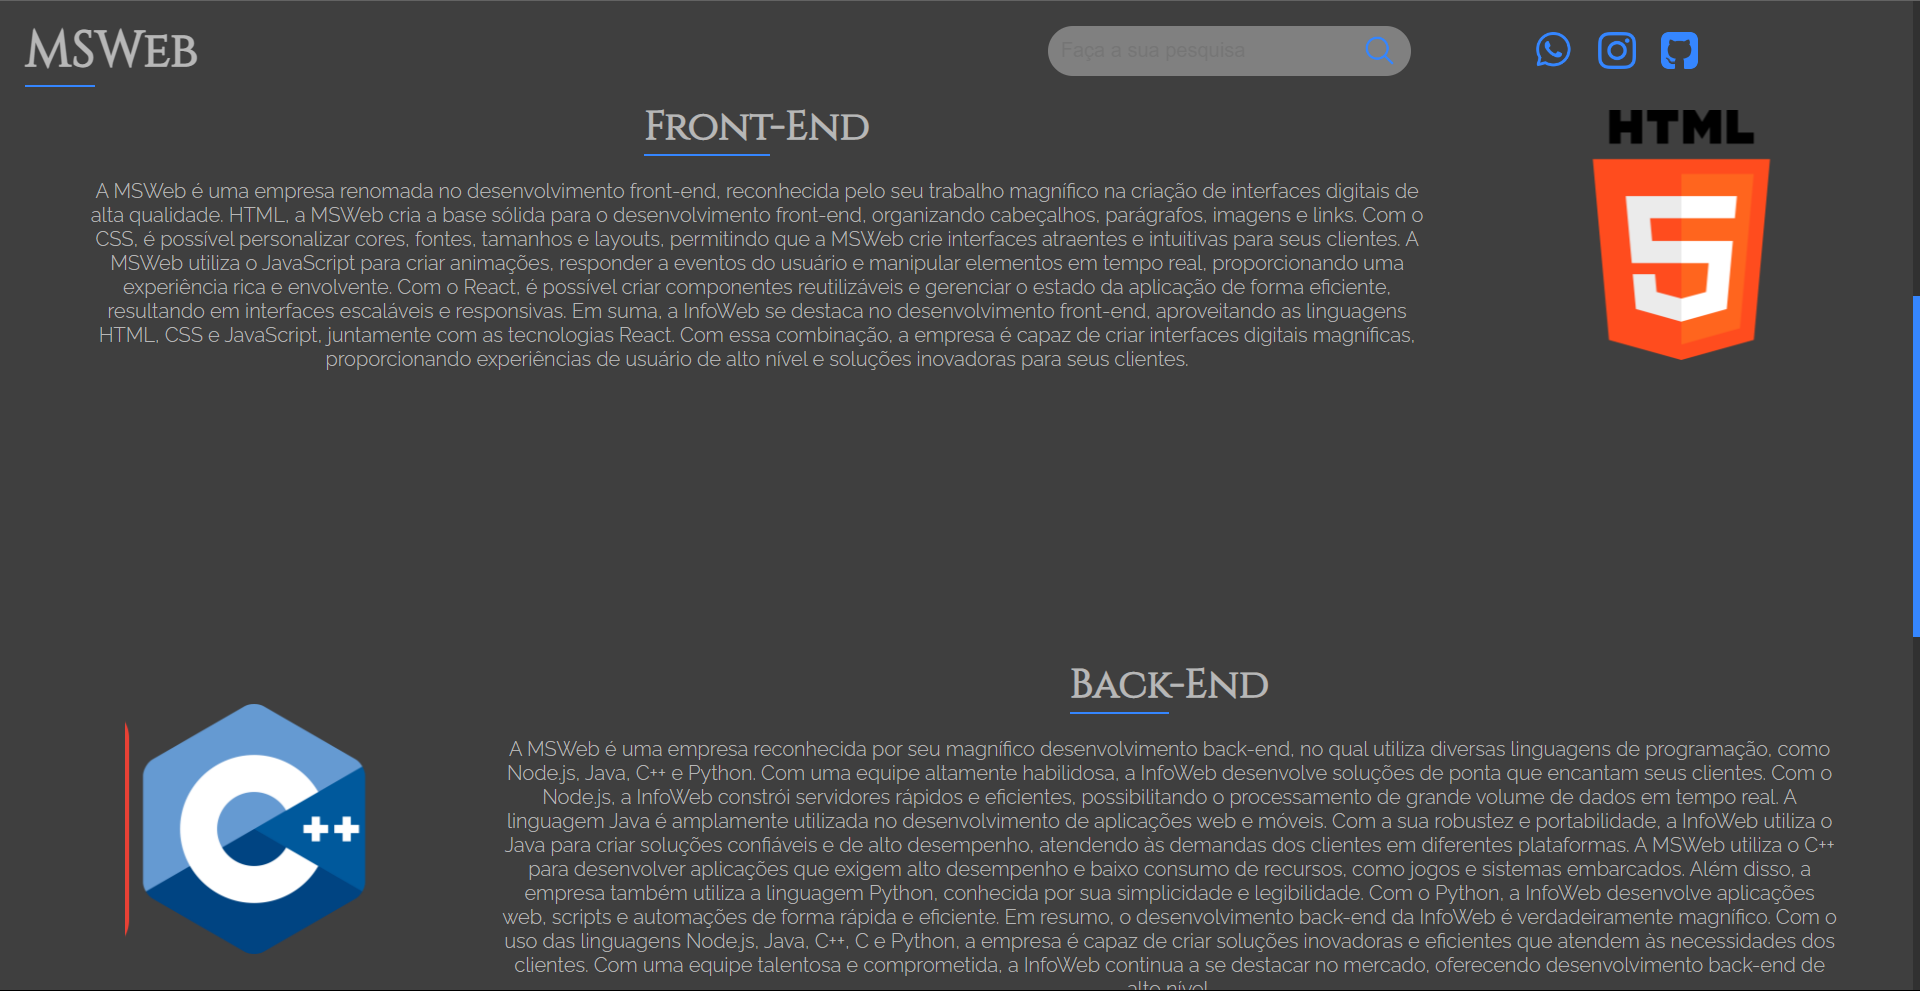 MSWeb
Faça a sua pesquisa
Front-End
HTML
5
A MSWeb é uma empresa renomada no desenvolvimento front-end, reconhecida pelo seu trabalho magnífico na criação de interfaces digitais de
alta qualidade. HTML, a MSWeb cria a base sólida para o desenvolvimento front-end, organizando cabeçalhos, parágrafos, imagens e links. Com o
CSS, é possível personalizar cores, fontes, tamanhos e layouts, permitindo que a MSWeb crie interfaces atraentes e intuitivas para seus clientes. A
MSWeb utiliza o JavaScript para criar animações, responder a eventos do usuário e manipular elementos em tempo real, proporcionando uma
experiência rica e envolvente. Com o React, é possível criar componentes reutilizáveis e gerenciar o estado da aplicação de forma eficiente,
resultando em interfaces escaláveis e responsivas. Em suma, a InfoWeb se destaca no desenvolvimento front-end, aproveitando as linguagens
HTML, CSS e JavaScript, juntamente com as tecnologias React. Com essa combinação, a empresa é capaz de criar interfaces digitais magníficas,
proporcionando experiências de usuário de alto nível e soluções inovadoras para seus clientes.
Back-End
C++
A MSWeb é uma empresa reconhecida por seu magnífico desenvolvimento back-end, no qual utiliza diversas linguagens de programação, como
Node.js, Java, C++ e Python. Com uma equipe altamente habilidosa, a InfoWeb desenvolve soluções de ponta que encantam seus clientes. Com o
Node.js, a InfoWeb constrói servidores rápidos e eficientes, possibilitando o processamento de grande volume de dados em tempo real. A
linguagem Java é amplamente utilizada no desenvolvimento de aplicações web e móveis. Com a sua robustez e portabilidade, a InfoWeb utiliza o
Java para criar soluções confiáveis e de alto desempenho, atendendo às demandas dos clientes em diferentes plataformas. A MSWeb utiliza o C++
para desenvolver aplicações que exigem alto desempenho e baixo consumo de recursos, como jogos e sistemas embarcados. Além disso, a
empresa também utiliza a linguagem Python, conhecida por sua simplicidade e legibilidade. Com o Python, a InfoWeb desenvolve aplicações
web, scripts e automações de forma rápida e eficiente. Em resumo, o desenvolvimento back-end da InfoWeb é verdadeiramente magnífico. Com o
uso das linguagens Node.js, Java, C++, C e Python, a empresa é capaz de criar soluções inovadoras e eficientes que atendem às necessidades dos
clientes. Com uma equipe talentosa e comprometida, a InfoWeb continua a se destacar no mercado, oferecendo desenvolvimento back-end de
alto nível